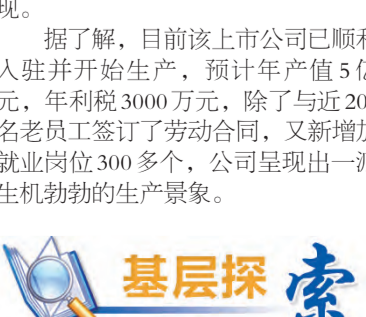 现。
据了解，目前该上市公司已顺利
入驻并开始生产，预计年产值5亿
元，年利税3000万元，除了与近20
名老员工签订了劳动合同，又新增加
就业岗位300多个，公司呈现出一派
生机勃勃的生产景象。
基层探索